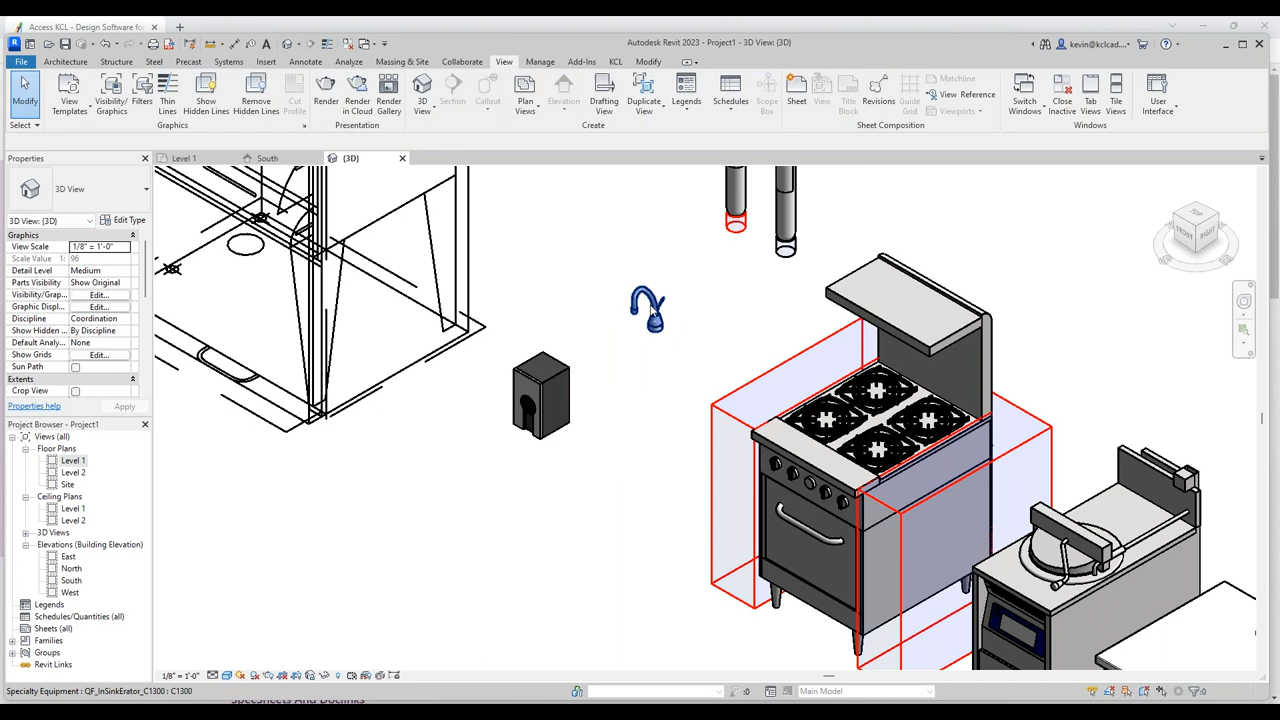 Access KCL - Design Software fo
Autodesk Revit 2023 - Project1 - 3D View: {3D}
kevin@kclcad....
File Architecture Structure Steel Precast Systems Insert Annotate Analyze Massing & Site Collaborate View Manage Add-Ins KCL Modify
Modify
View Templates
Visibility/ Graphics
Filters
Thin Lines
Show Hidden Lines
Remove Hidden Lines
Cut Profile
Render
Render in Cloud
Render Gallery
3D View
Section
Callout
Plan Views
Elevation
Drafting View
Duplicate View
Legends
Schedules
Scope Box
Sheet
View
Title Block
Revisions
Guide Grid
Matchline
View Reference
Viewports
Switch Windows
Close Inactive
Tab Views
Tile Views
User Interface
Select
Graphics
Presentation
Create
Sheet Composition
Windows
Properties
Level 1
South
{3D}
3D View
3D View: {3D}
Edit Type
Graphics
View Scale 1/8" = 1'-0"
Scale Value 1: 96
Detail Level Medium
Parts Visibility Show Original
Visibility/Grap... Edit...
Graphic Displ... Edit...
Discipline Coordination
Show Hidden ... By Discipline
Default Analy... None
Show Grids Edit...
Sun Path
Extents
Crop View
Properties help
Apply
Project Browser - Project1
Views (all)
Floor Plans
Level 1
Level 2
Site
Ceiling Plans
Level 1
Level 2
3D Views
Elevations (Building Elevation)
East
North
South
West
Legends
Schedules/Quantities (all)
Sheets (all)
Families
Groups
Revit Links
TOP
FRONT
RIGHT
1/8" = 1'-0"
Specialty Equipment : QF_InSinkErator_C1300 : C1300
:0
Main Model
:0
SpecSheets And DocLinks